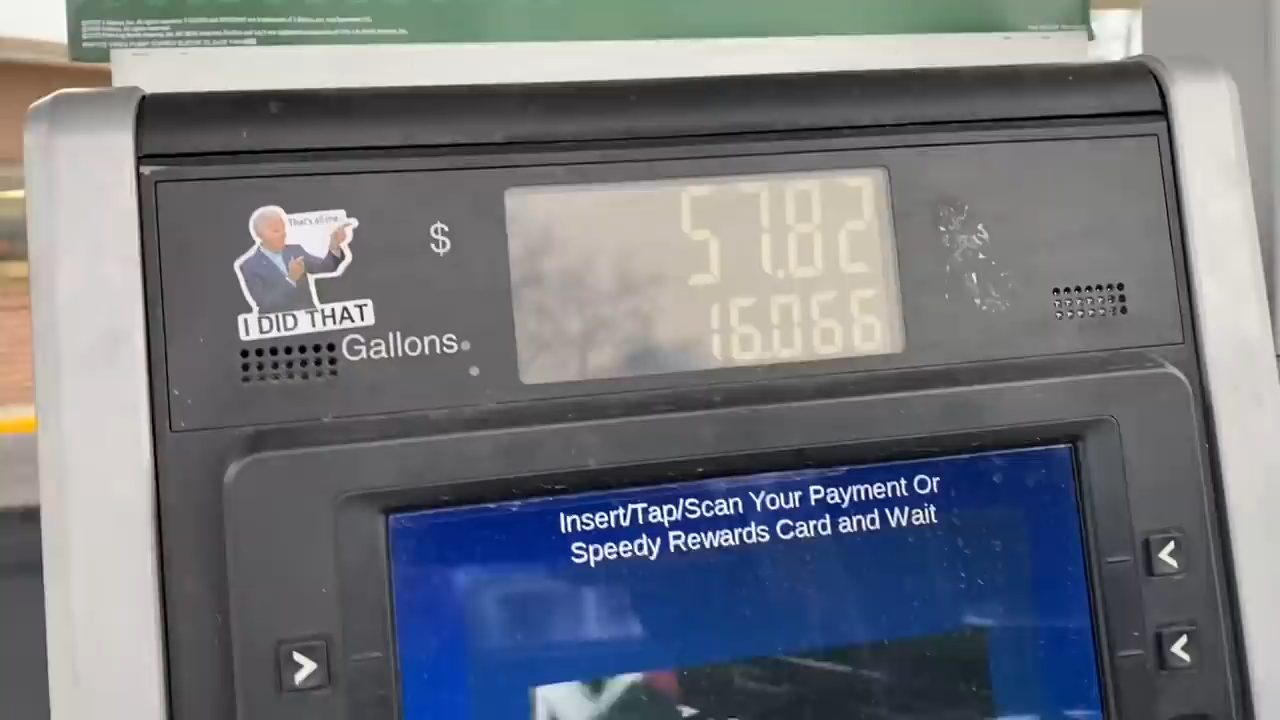 That's all me...
$
57.82
I DID THAT
Gallons
16.066
Insert/Tap/Scan Your Payment Or
Speedy Rewards Card and Wait